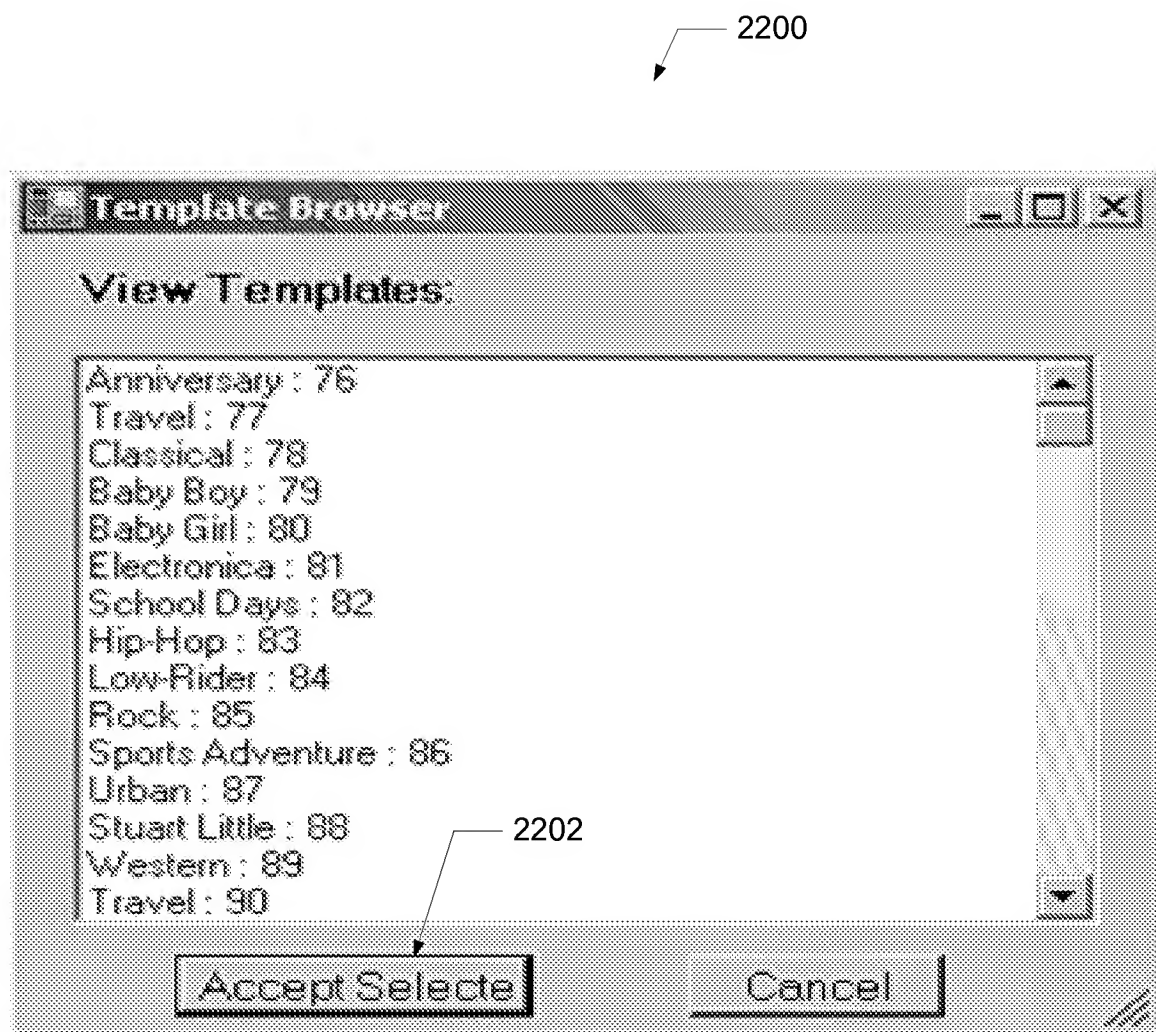 2200
Template Browser
View Templates:
Anniversary : 76
Travel : 77
Classical : 78
Baby Boy : 79
Baby Girl : 80
Electronica : 81
School Days : 82
Hip-Hop : 83
Low-Rider : 84
Rock : 85
Sports Adventure : 86
Urban : 87
Stuart Little : 88
Western : 89
Travel : 90
2202
Accept Selecte
Cancel